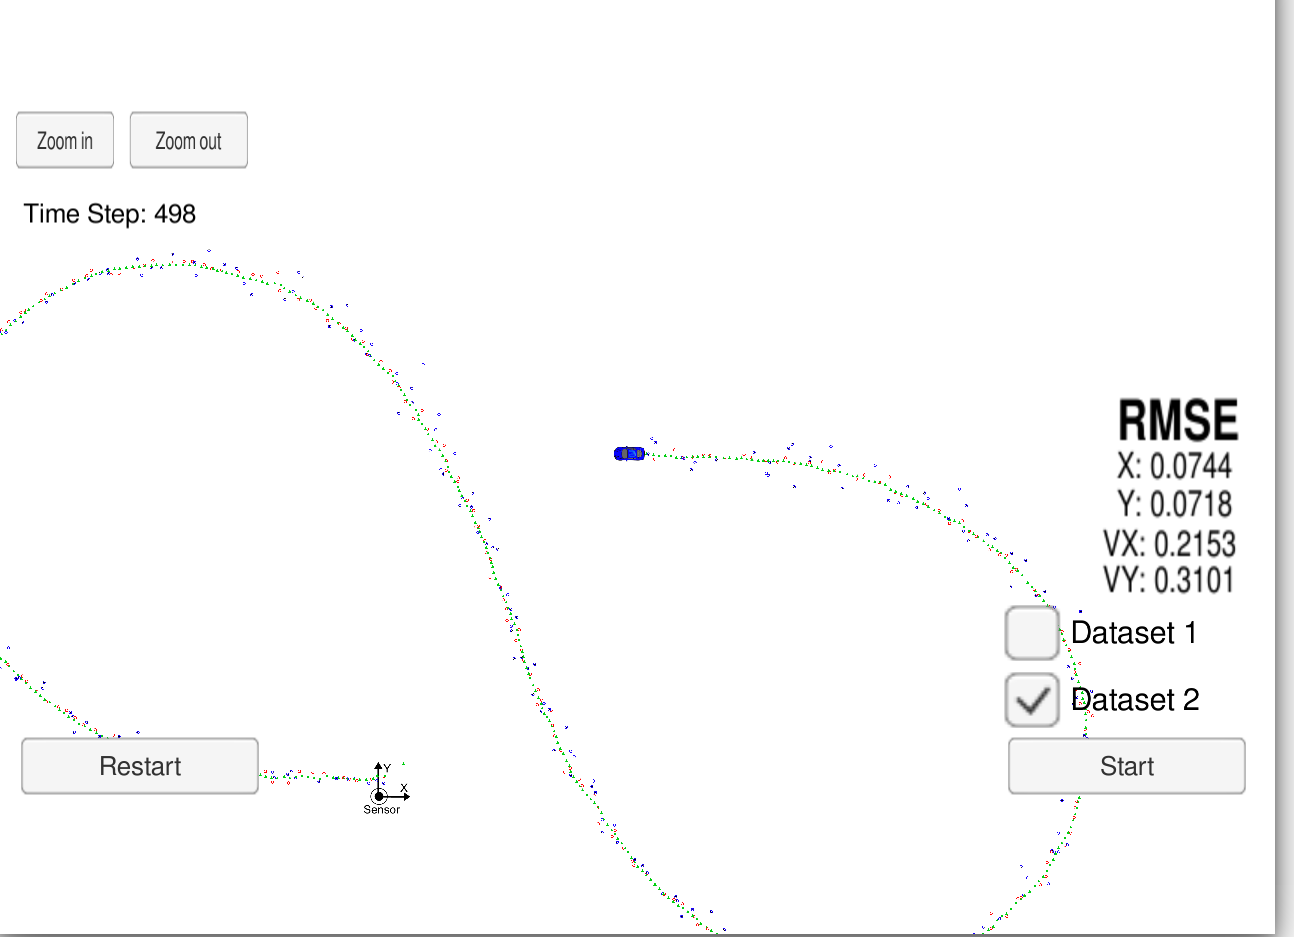 Zoom in
Zoom out
Time Step: 498
RMSE
X: 0.0744
Y: 0.0718
VX: 0.2153
VY: 0.3101
Dataset 1
Dataset 2
Restart
Y
X
Sensor
Start